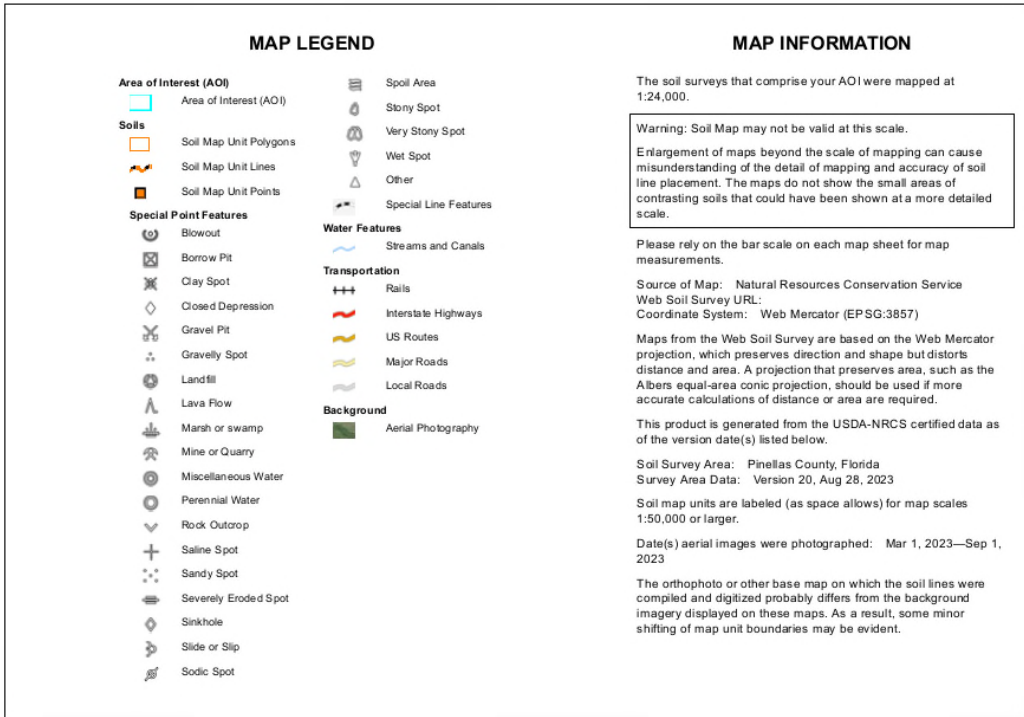 MAP LEGEND
Area of Interest (AOI)
Area of Interest (AOI)
Soils
Soil Map Unit Polygons
Soil Map Unit Lines
Soil Map Unit Points
Special Point Features
Blowout
Borrow Pit
Clay Spot
Closed Depression
Gravel Pit
Gravelly Spot
Landfill
Lava Flow
Marsh or swamp
Mine or Quarry
Miscellaneous Water
Perennial Water
Rock Outcrop
Saline Spot
Sandy Spot
Severely Eroded Spot
Sinkhole
Slide or Slip
Sodic Spot
Spoil Area
Stony Spot
Very Stony Spot
Wet Spot
Other
Special Line Features
Water Features
Streams and Canals
Transportation
Rails
Interstate Highways
US Routes
Major Roads
Local Roads
Background
Aerial Photography
MAP INFORMATION
The soil surveys that comprise your AOI were mapped at
1:24,000.
Warning: Soil Map may not be valid at this scale.
Enlargement of maps beyond the scale of mapping can cause
misunderstanding of the detail of mapping and accuracy of soil
line placement. The maps do not show the small areas of
contrasting soils that could have been shown at a more detailed
scale.
Please rely on the bar scale on each map sheet for map
measurements.
Source of Map: Natural Resources Conservation Service
Web Soil Survey URL:
Coordinate System: Web Mercator (EPSG:3857)
Maps from the Web Soil Survey are based on the Web Mercator
projection, which preserves direction and shape but distorts
distance and area. A projection that preserves area, such as the
Albers equal-area conic projection, should be used if more
accurate calculations of distance or area are required.
This product is generated from the USDA-NRCS certified data as
of the version date(s) listed below.
Soil Survey Area: Pinellas County, Florida
Survey Area Data: Version 20, Aug 28, 2023
Soil map units are labeled (as space allows) for map scales
1:50,000 or larger.
Date(s) aerial images were photographed: Mar 1, 2023—Sep 1,
2023
The orthophoto or other base map on which the soil lines were
compiled and digitized probably differs from the background
imagery displayed on these maps. As a result, some minor
shifting of map unit boundaries may be evident.